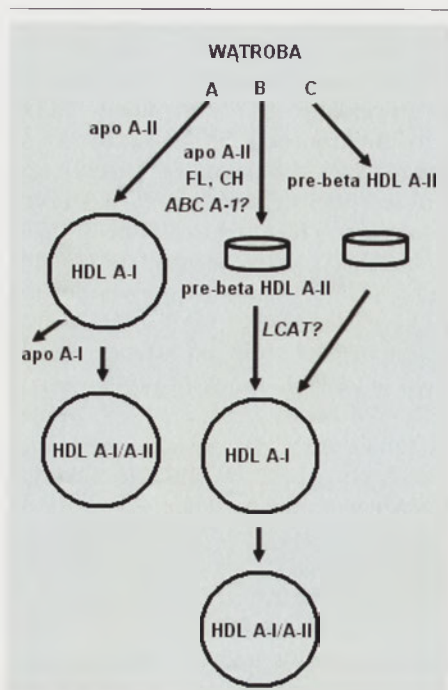 WĄTROBA
A B C
apo A-II
apo A-II
FL, CH
ABC A-1?
pre-beta HDL A-II
HDL A-I
pre-beta HDL A-II
apo A-I
LCAT?
HDL A-I/A-II
HDL A-I
HDL A-I/A-II